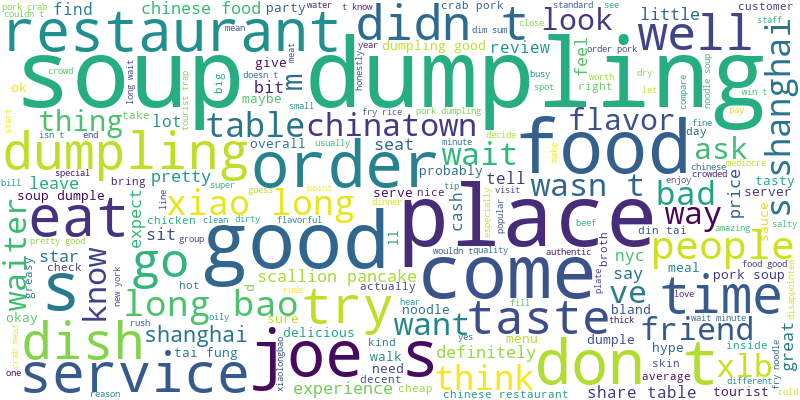 pork crab
couldn t
chinese food
party
water
t know
crab pork
didn t
little
customer
find
mean
dim sum
look
well
standard
see
staff
restaurant
year
close
crowd
long wait
give
dumpling good
review
feel
order pork
ok
soup dumpling
m
big
doesn t
meat
honestly
bit
busy
worth
dry
let
compare
noodle soup
sshanghai
thing
take
tourist trap
maybe
small
fry rice
pork dumpling
spot
right
win t
pay
start
isn t
end
lot
table
chinatown
flavor
decide
fine
day
ask
dumpling
overall
usually
minute
food
make
chinese
crowded
mediocre
special
bill
pretty
order
seat
wait
probably
wasn t
bad
enjoy
tasty
leave
bring
super
tell
price
server
soup dumple
xiao long
guess
point
serve
nice
tip
visit
way
waiter
eat
expect
line
chicken
clean
dirty
flavorful
dinner
cash
especially
popular
beef
sauce
salty
pretty good
know
sit
group
good
ll
place
people
amazing
star
go
wouldn t
quality
authentic
broth
plate
din tai
food good
greasy
check
new york
hot
d
scallion pancake
come
nyc
meal
pork soup
okay
s
long bao
actually
try
rude
hear
fill
ve
say
time
disappointed
crab meat
rush
oily
sure
noodle
want
taste
bland
thick
love
wait minute
shanghai
delicious
yes
friend
great
dish
kind
menu
dumple
hype
inside
tai fung
xiaolongbao
walk
definitely
skin
one
service
joe s
need
decent
think
don t
xlb
fry noodle
reason
experience
cheap
average
different
chinese restaurant
share table
tourist
cold